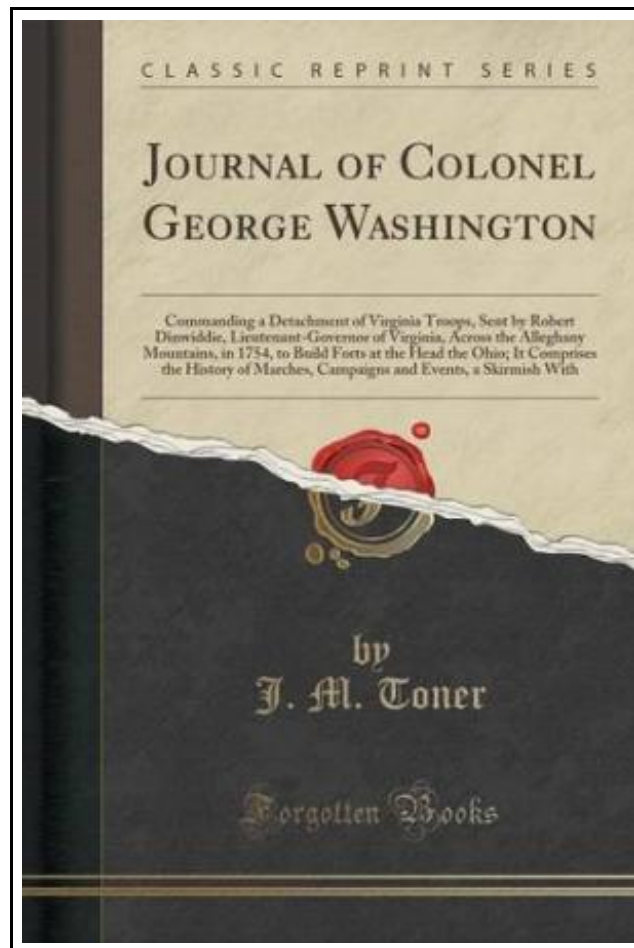 CLASSIC REPRINT SERIES
JOURNAL OF COLONEL
GEORGE WASHINGTON
Commanding a Detachment of Virginia Troops, Sent by Robert
Dinwiddie, Lieutenant-Governor of Virginia, Across the Alleghany
Mountains, in 1754, to Build Forts at the Head the Ohio; It Comprises
the History of Marches, Campaigns and Events, a Skirmish With
by
J. M. Toner
Forgotten Books